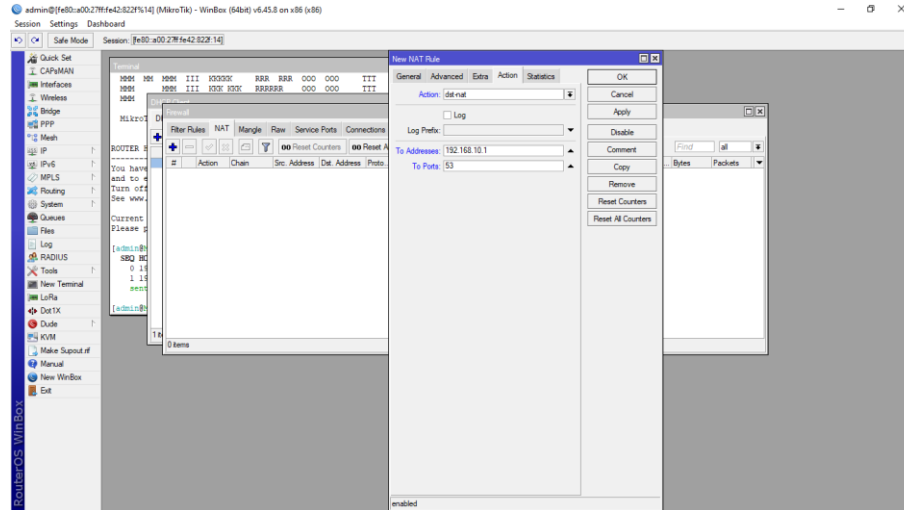 admin@[fe80::a00:27ff:fe42:822f%14] (MikroTik) - WinBox (64bit) v6.45.8 on x86 (x86)
Session Settings Dashboard
Safe Mode Session: [fe80::a00:27ff:fe42:822f:14]
Quick Set
CAPsMAN
Interfaces
Wireless
Bridge
PPP
Mesh
IP
IPv6
MPLS
Routing
System
Queues
Files
Log
RADIUS
Tools
New Terminal
LoRa
Dot1X
Dude
KVM
Make Supout.rif
Manual
New WinBox
Exit
RouterOS WinBox
Terminal
MMM MM MMM III KKKKK RRR RRR OOO OOO TTT
MMM MMM III KKK KKK RRRRRR OOO OOO TTT
MMM
MikroT
ROUTER
You have
and to e
Turn off
See www.
Current
Please p
[admin@
SEQ HO
0 19
1 19
sent
[admin@
Firewall
Filter Rules NAT Mangle Raw Service Ports Connections
Reset Counters Reset A
# Action Chain Src. Address Dst. Address Proto..
0 items
Find all
Bytes Packets
New NAT Rule
General Advanced Extra Action Statistics
Action: dst-nat
Log
Log Prefix:
To Addresses: 192.168.10.1
To Ports: 53
OK
Cancel
Apply
Disable
Comment
Copy
Remove
Reset Counters
Reset All Counters
enabled